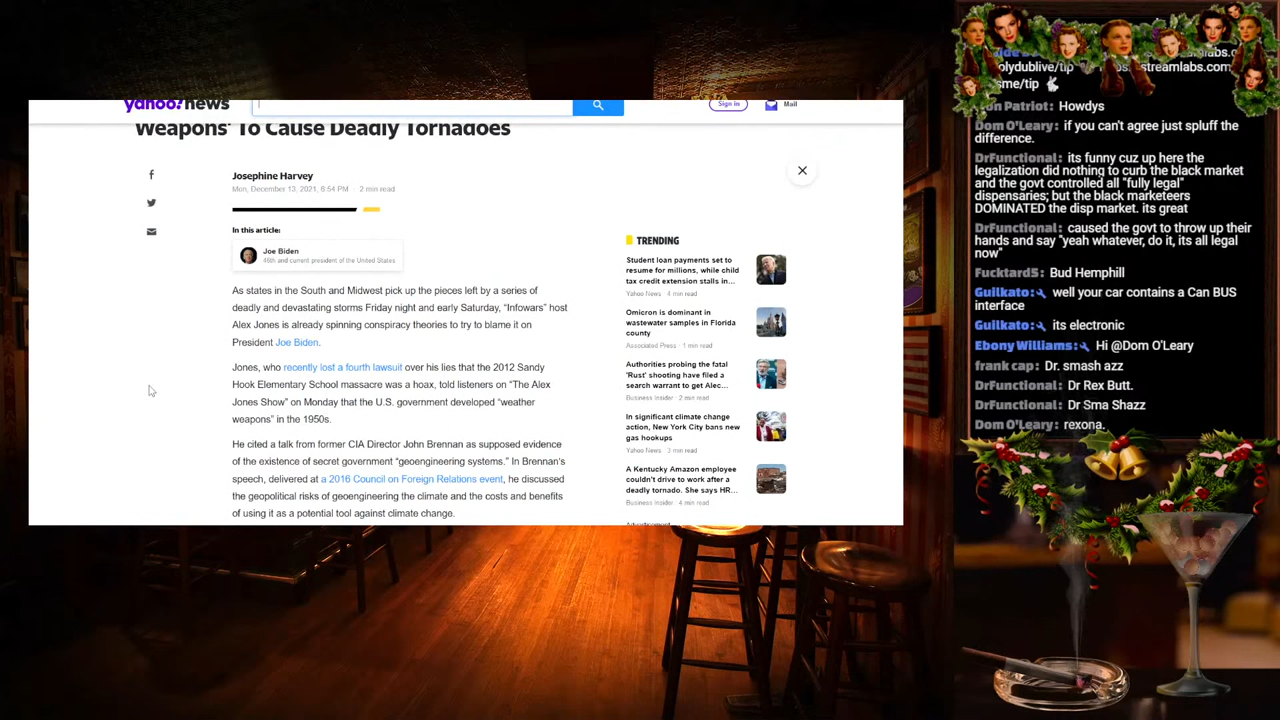 yahoo!news
Sign in
Mail
Weapons' To Cause Deadly Tornadoes
Josephine Harvey
Mon, December 13, 2021, 6:54 PM · 2 min read
In this article:
Joe Biden
46th and current president of the United States
As states in the South and Midwest pick up the pieces left by a series of
deadly and devastating storms Friday night and early Saturday, “Infowars” host
Alex Jones is already spinning conspiracy theories to try to blame it on
President Joe Biden.
Jones, who recently lost a fourth lawsuit over his lies that the 2012 Sandy
Hook Elementary School massacre was a hoax, told listeners on “The Alex
Jones Show” on Monday that the U.S. government developed “weather
weapons” in the 1950s.
He cited a talk from former CIA Director John Brennan as supposed evidence
of the existence of secret government “geoengineering systems.” In Brennan's
speech, delivered at a 2016 Council on Foreign Relations event, he discussed
the geopolitical risks of geoengineering the climate and the costs and benefits
of using it as a potential tool against climate change.
TRENDING
Student loan payments set to
resume for millions, while child
tax credit extension stalls in...
Yahoo News · 4 min read
Omicron is dominant in
wastewater samples in Florida
county
Associated Press · 1 min read
Authorities probing the fatal
'Rust' shooting have filed a
search warrant to get Alec...
Business Insider · 2 min read
In significant climate change
action, New York City bans new
gas hookups
Yahoo News · 3 min read
A Kentucky Amazon employee
couldn't drive to work after a
deadly tornado. She says HR...
Business Insider · 4 min read
Advertisement
olydublive/tip
streamlabs.com
sme/tip
Patriot: Howdys
Dom O'Leary: if you can't agree just spluff the
difference.
DrFunctional: its funny cuz up here the
legalization did nothing to curb the black market
and the govt controlled all "fully legal"
dispensaries; but the black marketeers
DOMINATED the disp market. its great
DrFunctional: caused the govt to throw up their
hands and say "yeah whatever, do it, its all legal
now"
FucktardS: Bud Hemphill
Guilkato: well your car contains a Can BUS
interface
Guilkato: its electronic
Ebony Williams: Hi @Dom O'Leary
frank cap: Dr. smash azz
DrFunctional: Dr Rex Butt.
DrFunctional: Dr Sma Shazz
Dom O'Leary: rexona.